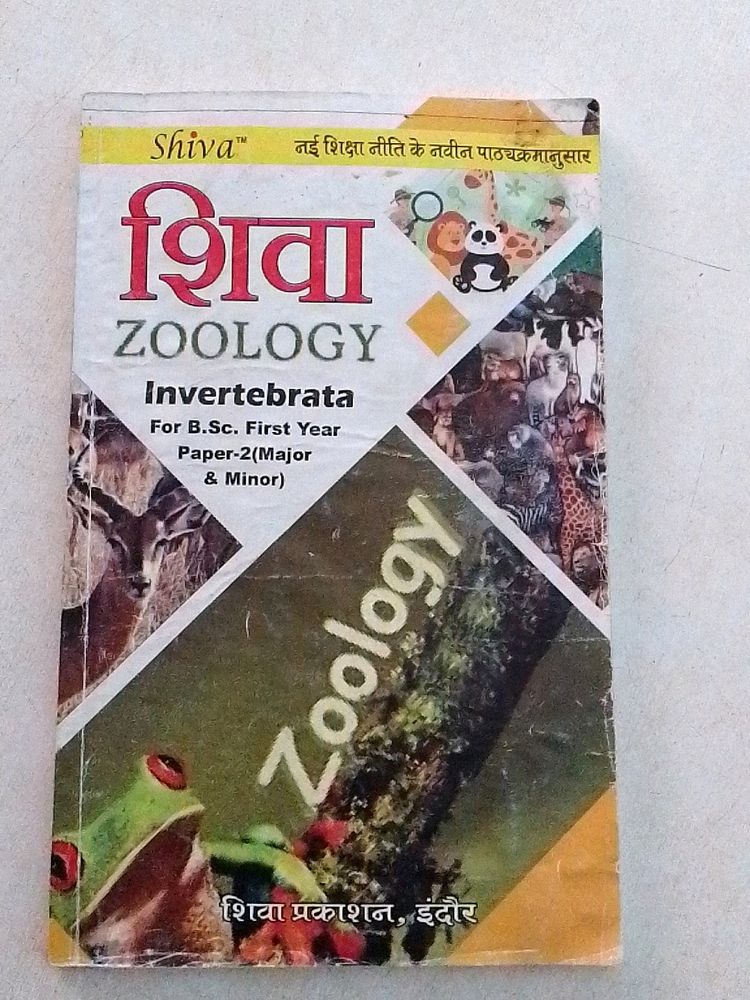 Shiva™ नई शिक्षा नीति के नवीन पाठ्यक्रमानुसार
शिवा
ZOOLOGY
Invertebrata
For B.Sc. First Year
Paper-2(Major
& Minor)
Zoology
शिवा प्रकाशन, इंदौर